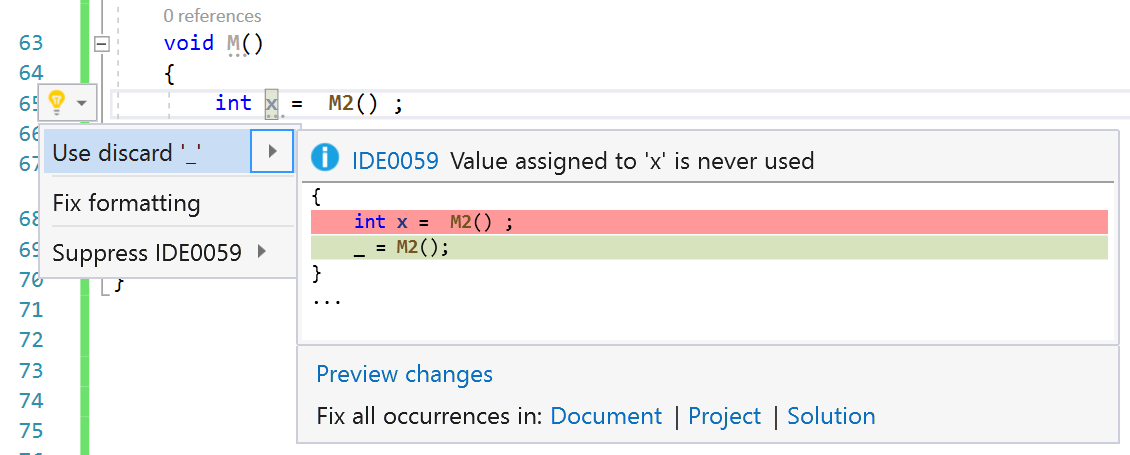 0 references
63 void M()
64 {
65 int x = M2() ;
66
Use discard '_'
67
IDE0059 Value assigned to 'x' is never used
{
Fix formatting
int x = M2() ;
68
_ = M2();
69
Suppress IDE0059
}
70 }
...
71
72
73
Preview changes
74
Fix all occurrences in: Document | Project | Solution
75